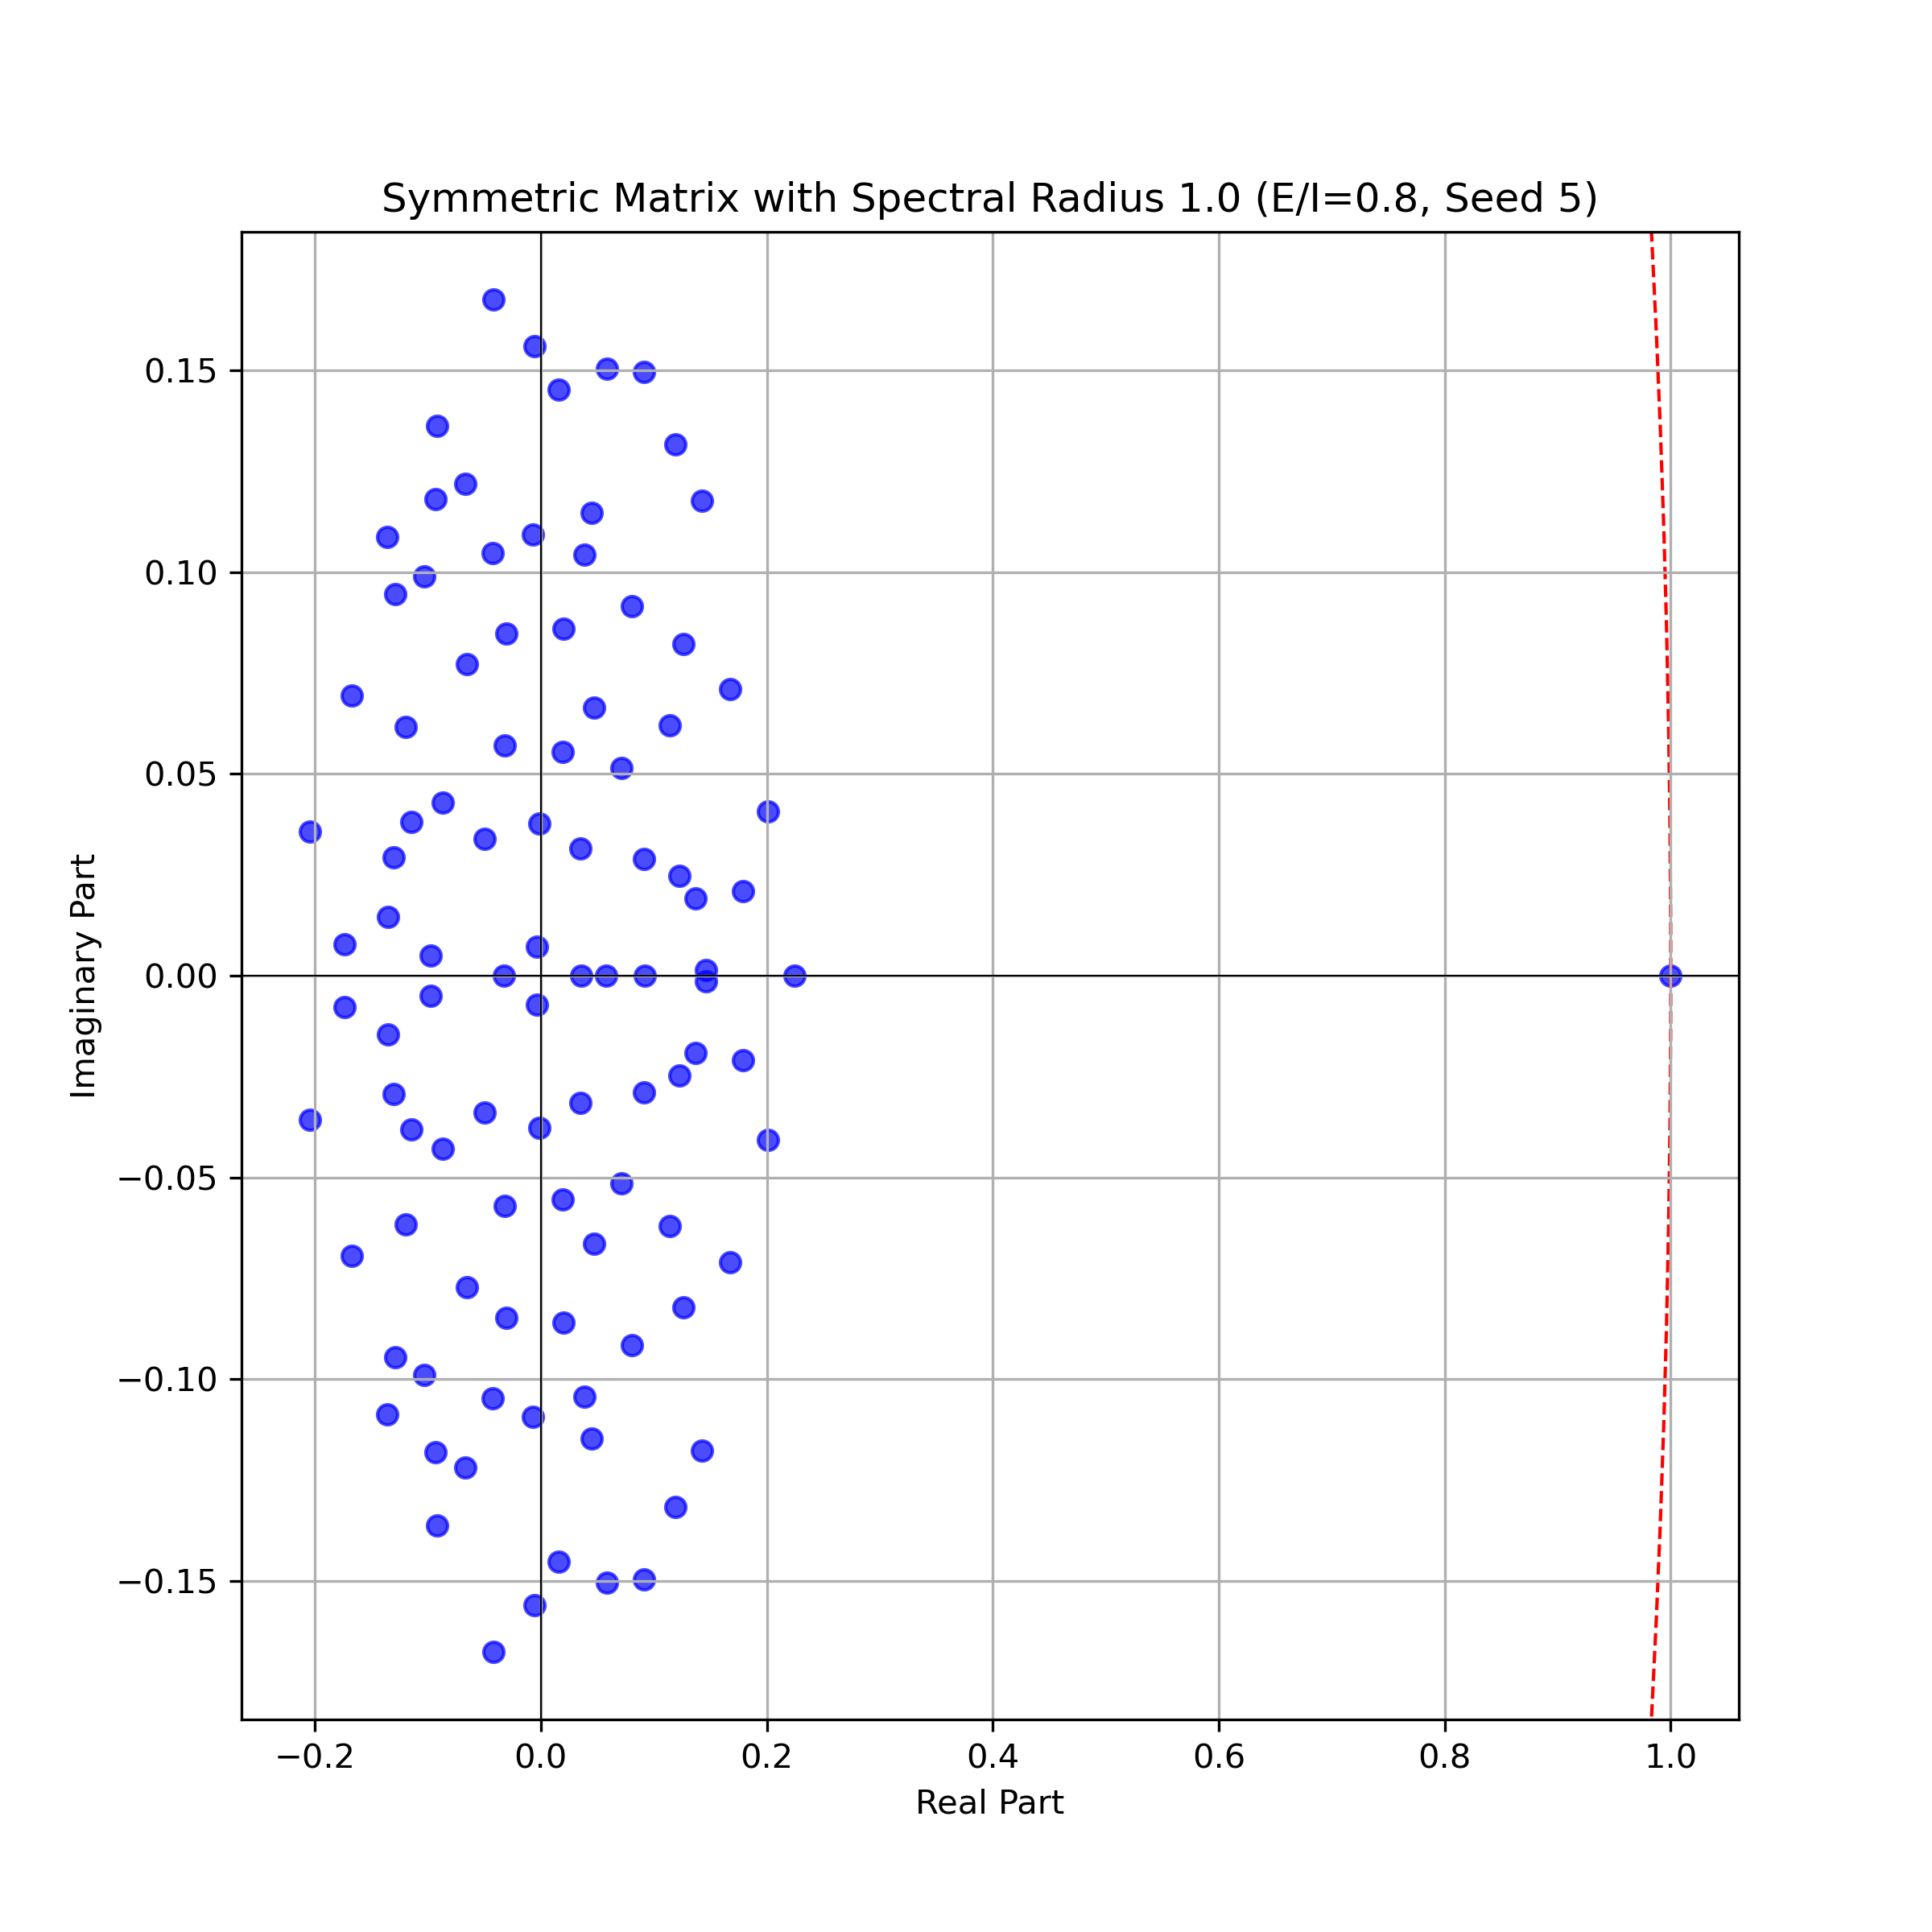 Symmetric Matrix with Spectral Radius 1.0 (E/I=0.8, Seed 5)
0.15
0.10
0.05
0.00
−0.05
−0.10
−0.15
Imaginary Part
−0.2 0.0 0.2 0.4 0.6 0.8 1.0
Real Part